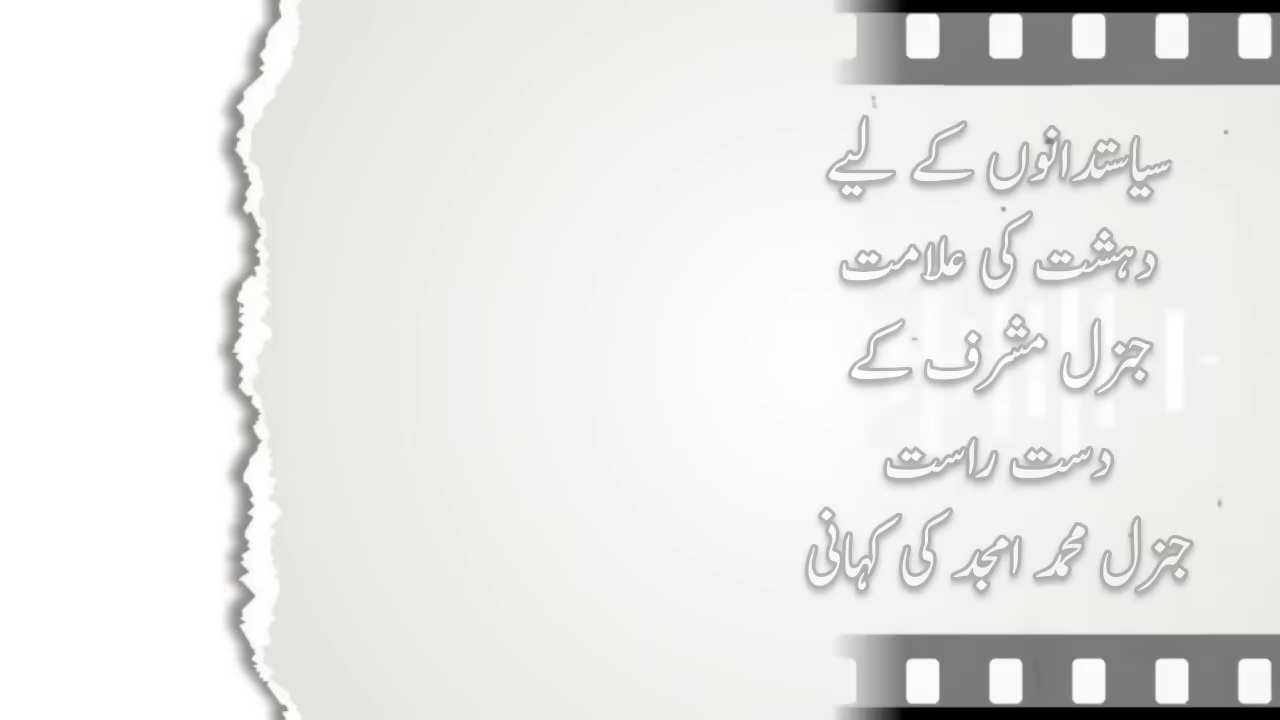 سیاستدانوں کے لیے
دہشت کی علامت
جنرل مشرف کے
دست راست
جنرل محمد امجد کی کہانی